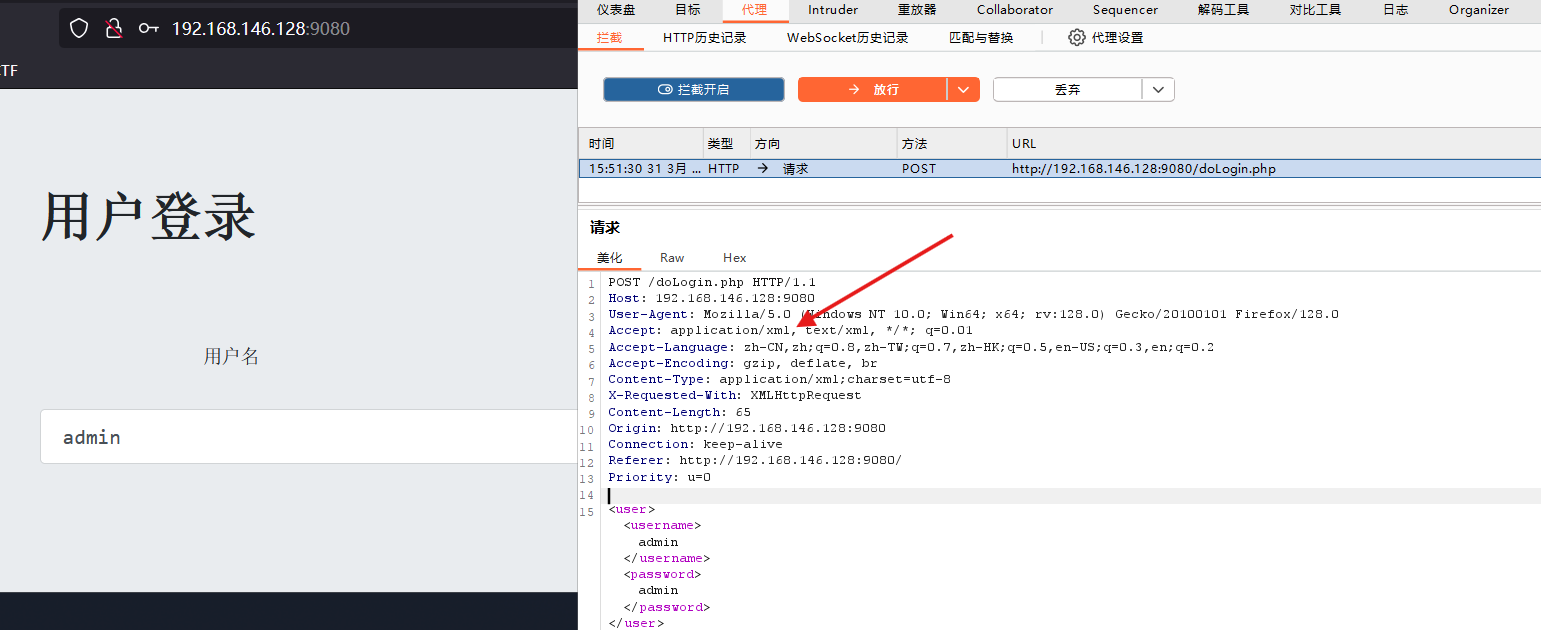 192.168.146.128:9080
TF
用户登录
用户名
admin
仪表盘 目标 代理 Intruder 重放器 Collaborator Sequencer 解码工具 对比工具 日志 Organizer
拦截 HTTP历史记录 WebSocket历史记录 匹配与替换 代理设置
拦截开启 放行 丢弃
时间 类型 方向 方法 URL
15:51:30 31 3月 ... HTTP 请求 POST http://192.168.146.128:9080/doLogin.php
请求
美化 Raw Hex
1 POST /doLogin.php HTTP/1.1
2 Host: 192.168.146.128:9080
3 User-Agent: Mozilla/5.0 (Windows NT 10.0; Win64; x64; rv:128.0) Gecko/20100101 Firefox/128.0
4 Accept: application/xml, text/xml, */*; q=0.01
5 Accept-Language: zh-CN,zh;q=0.8,zh-TW;q=0.7,zh-HK;q=0.5,en-US;q=0.3,en;q=0.2
6 Accept-Encoding: gzip, deflate, br
7 Content-Type: application/xml;charset=utf-8
8 X-Requested-With: XMLHttpRequest
9 Content-Length: 65
10 Origin: http://192.168.146.128:9080
11 Connection: keep-alive
12 Referer: http://192.168.146.128:9080/
13 Priority: u=0
14
15 <user>
<username>
admin
</username>
<password>
admin
</password>
</user>